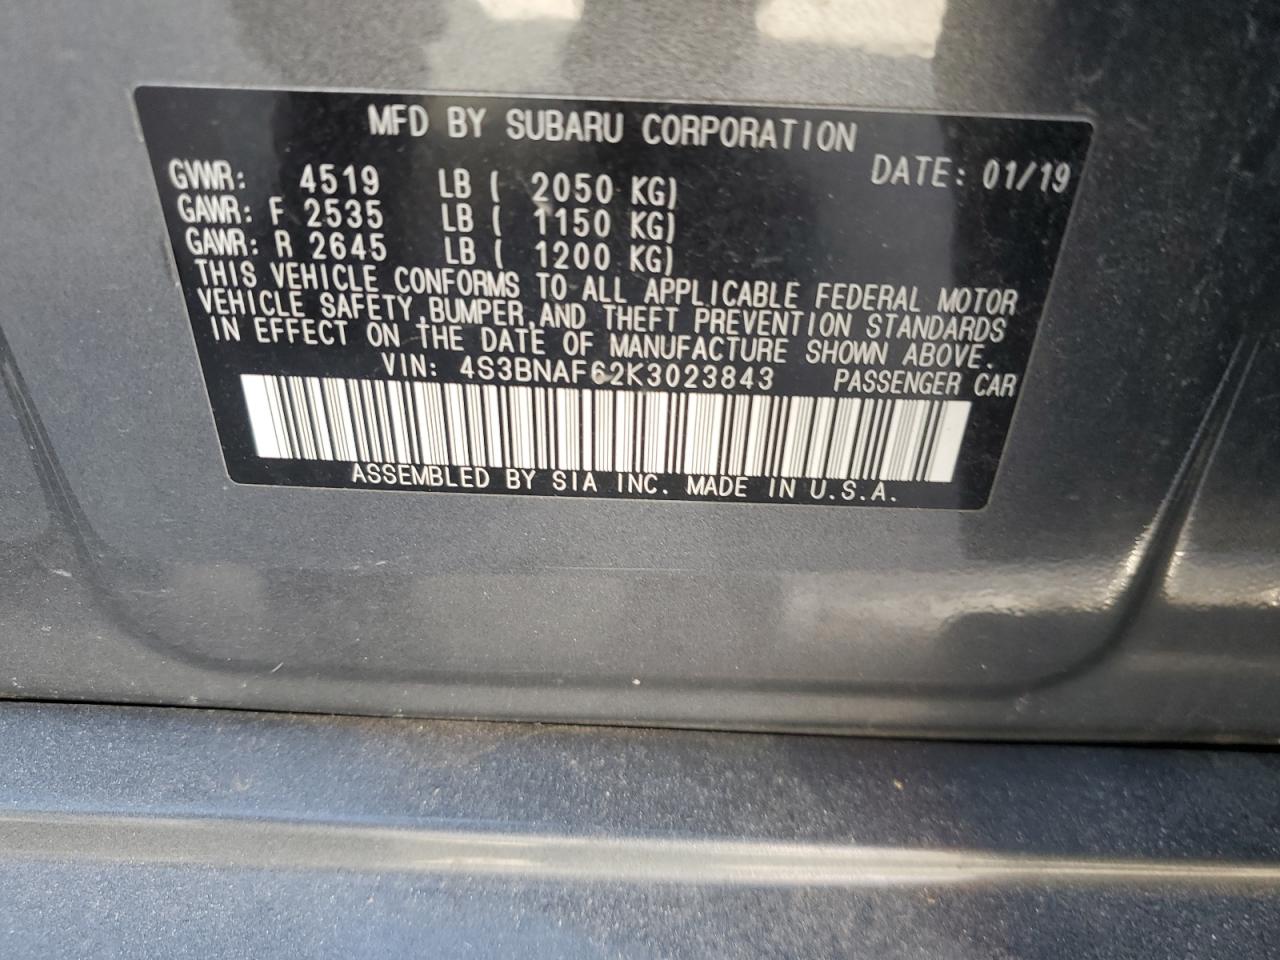 MFD BY SUBARU CORPORATION
DATE: 01/19
GVWR: 4519 LB ( 2050 KG)
GAWR: F 2535 LB ( 1150 KG)
GAWR: R 2645 LB ( 1200 KG)
THIS VEHICLE CONFORMS TO ALL APPLICABLE FEDERAL MOTOR
VEHICLE SAFETY,BUMPER,AND THEFT PREVENTION STANDARDS
IN EFFECT ON THE DATE OF MANUFACTURE SHOWN ABOVE.
VIN: 4S3BNAF62K3023843 PASSENGER CAR
ASSEMBLED BY SIA INC. MADE IN U.S.A.